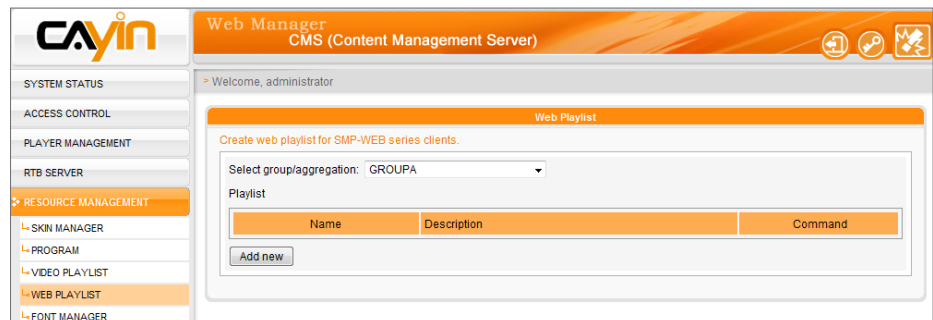 CAYIN
Web Manager
CMS (Content Management Server)
SYSTEM STATUS
ACCESS CONTROL
PLAYER MANAGEMENT
RTB SERVER
RESOURCE MANAGEMENT
SKIN MANAGER
PROGRAM
VIDEO PLAYLIST
WEB PLAYLIST
FONT MANAGER
> Welcome, administrator
Web Playlist
Create web playlist for SMP-WEB series clients.
Select group/aggregation: GROUPA
Playlist
Name Description Command
Add new